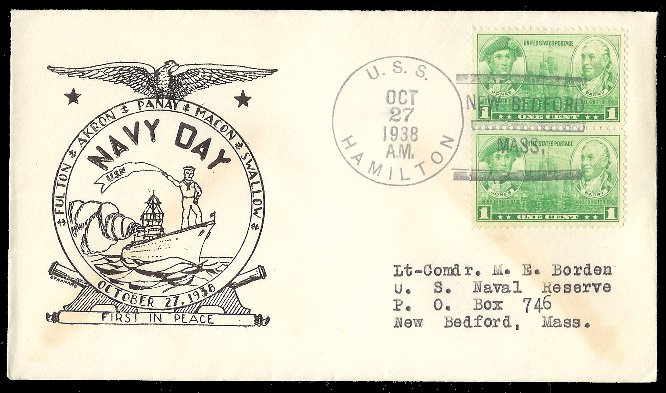 FULTON ★ AKRON ★ PANAY ★ MACON ★ SWALLOW
NAVY DAY
USN
OCTOBER 27, 1938
FIRST IN PEACE
U. S. S.
HAMILTON
OCT
27
1938
A.M.
NEW BEDFORD
MASS.
UNITED STATES POSTAGE
1 ONE CENT 1
UNITED STATES POSTAGE
1 ONE CENT 1
Lt-Comdr. M. E. Borden
U. S. Naval Reserve
P. O. Box 746
New Bedford, Mass.